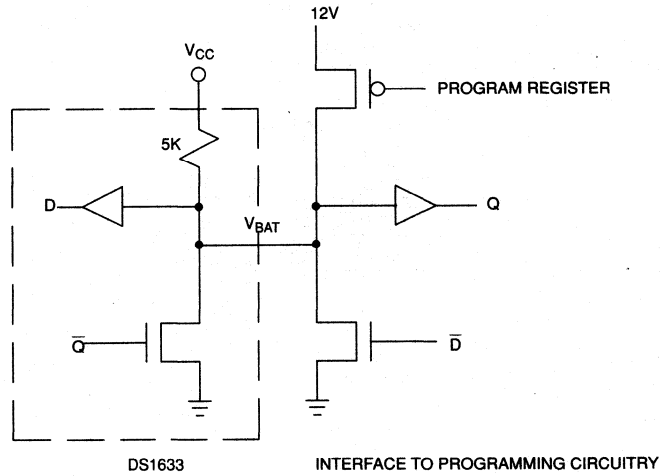 12V
VCC
PROGRAM REGISTER
5K
D
Q
VBAT
Q̅
D̅
DS1633
INTERFACE TO PROGRAMMING CIRCUITRY